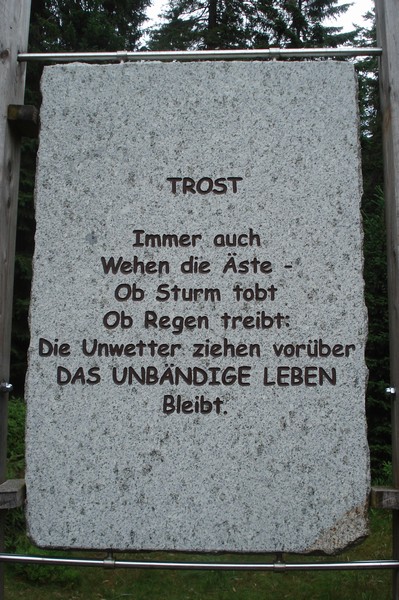 TROST
Immer auch
Wehen die Äste -
Ob Sturm tobt
Ob Regen treibt:
Die Unwetter ziehen vorüber
DAS UNBÄNDIGE LEBEN
Bleibt.